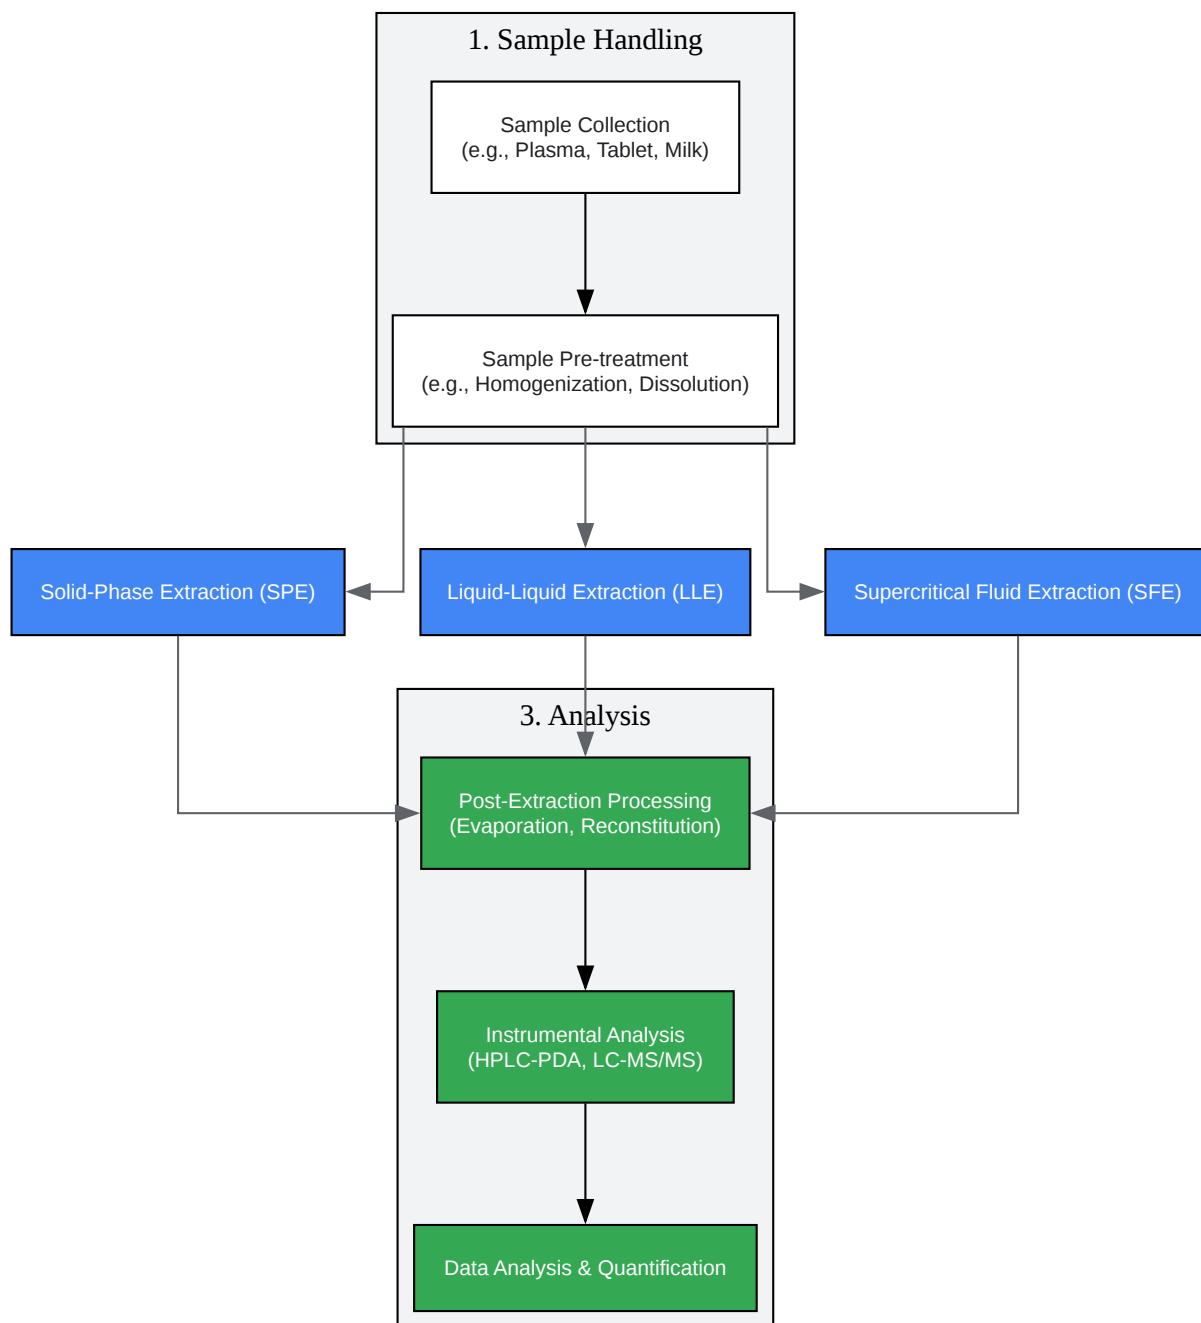 1. Sample Handling
Sample Collection
(e.g., Plasma, Tablet, Milk)
Sample Pre-treatment
(e.g., Homogenization, Dissolution)
Solid-Phase Extraction (SPE)
Liquid-Liquid Extraction (LLE)
Supercritical Fluid Extraction (SFE)
3. Analysis
Post-Extraction Processing
(Evaporation, Reconstitution)
Instrumental Analysis
(HPLC-PDA, LC-MS/MS)
Data Analysis & Quantification